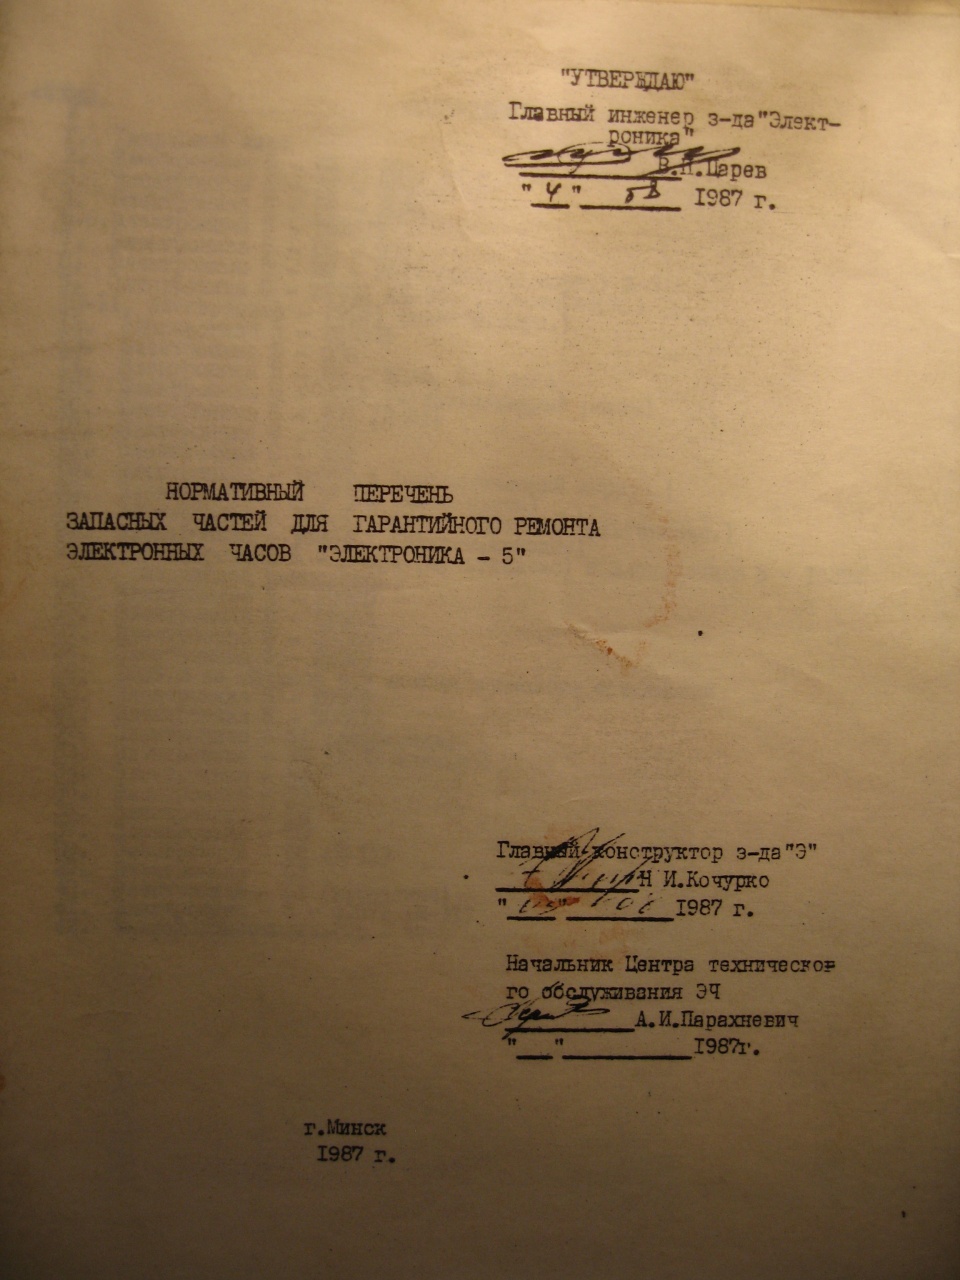 "УТВЕРЖДАЮ"
Главный инженер з-да "Элект-
роника"
В.П.Царев
"4" 1987 г.
НОРМАТИВНЫЙ ПЕРЕЧЕНЬ
ЗАПАСНЫХ ЧАСТЕЙ ДЛЯ ГАРАНТИЙНОГО РЕМОНТА
ЭЛЕКТРОННЫХ ЧАСОВ "ЭЛЕКТРОНИКА - 5"
Главный конструктор з-да "Э"
Н И.Кочурко
" " 1987 г.
Начальник Центра техническо-
го обслуживания ЭЧ
А.И.Парахневич
" " 1987г.
г.Минск
1987 г.